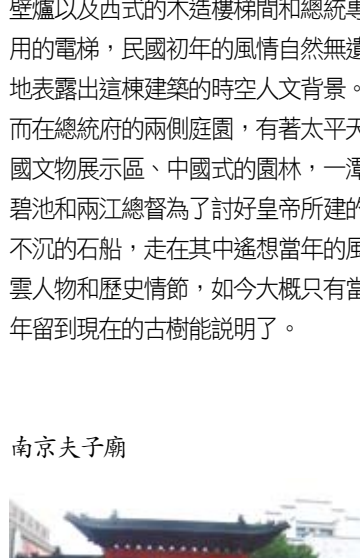 壁爐以及西式的木造樓梯間和總統專
用的電梯，民國初年的風情自然無遺
地表露出這棟建築的時空人文背景。
而在總統府的兩側庭園，有著太平天
國文物展示區、中國式的園林，一潭
碧池和兩江總督為了討好皇帝所建的
不沉的石船，走在其中遙想當年的風
雲人物和歷史情節，如今大概只有當
年留到現在的古樹能說明了。
南京夫子廟